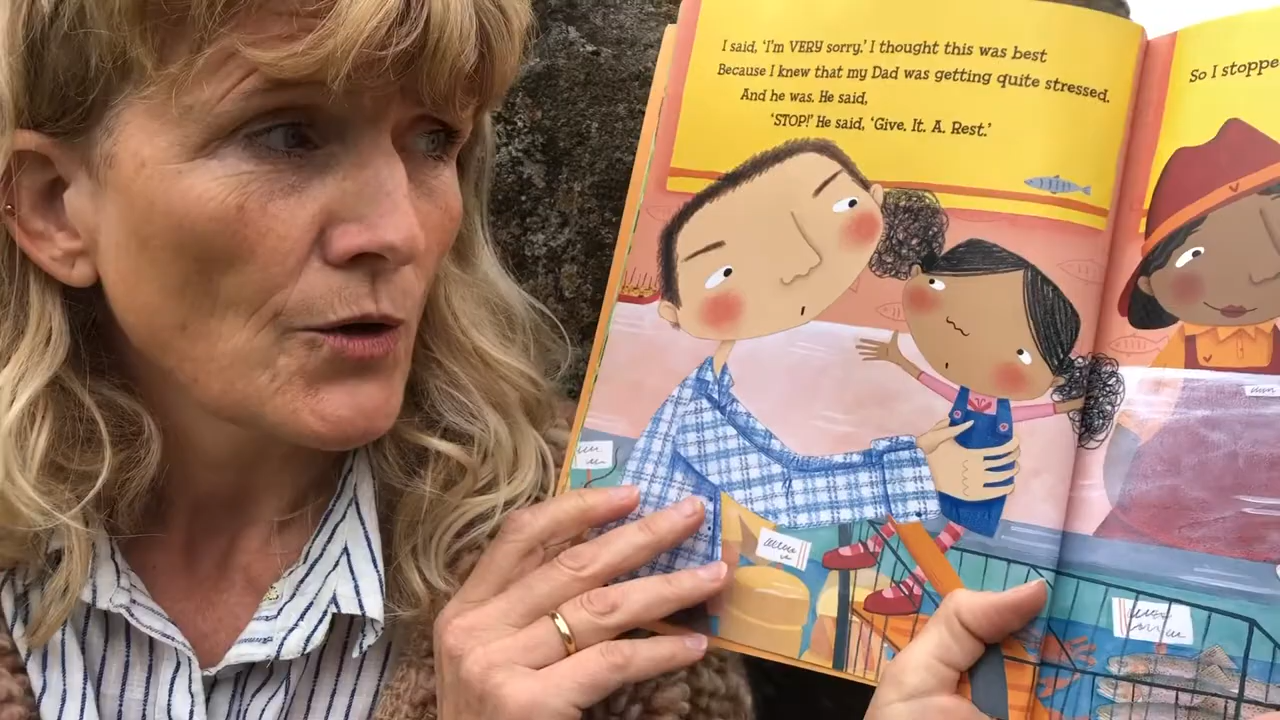 I said, ‘I'm VERY sorry.’ I thought this was best
Because I knew that my Dad was getting quite stressed.
And he was. He said,
‘STOP!’ He said, ‘Give. It. A. Rest.’
So I stoppe